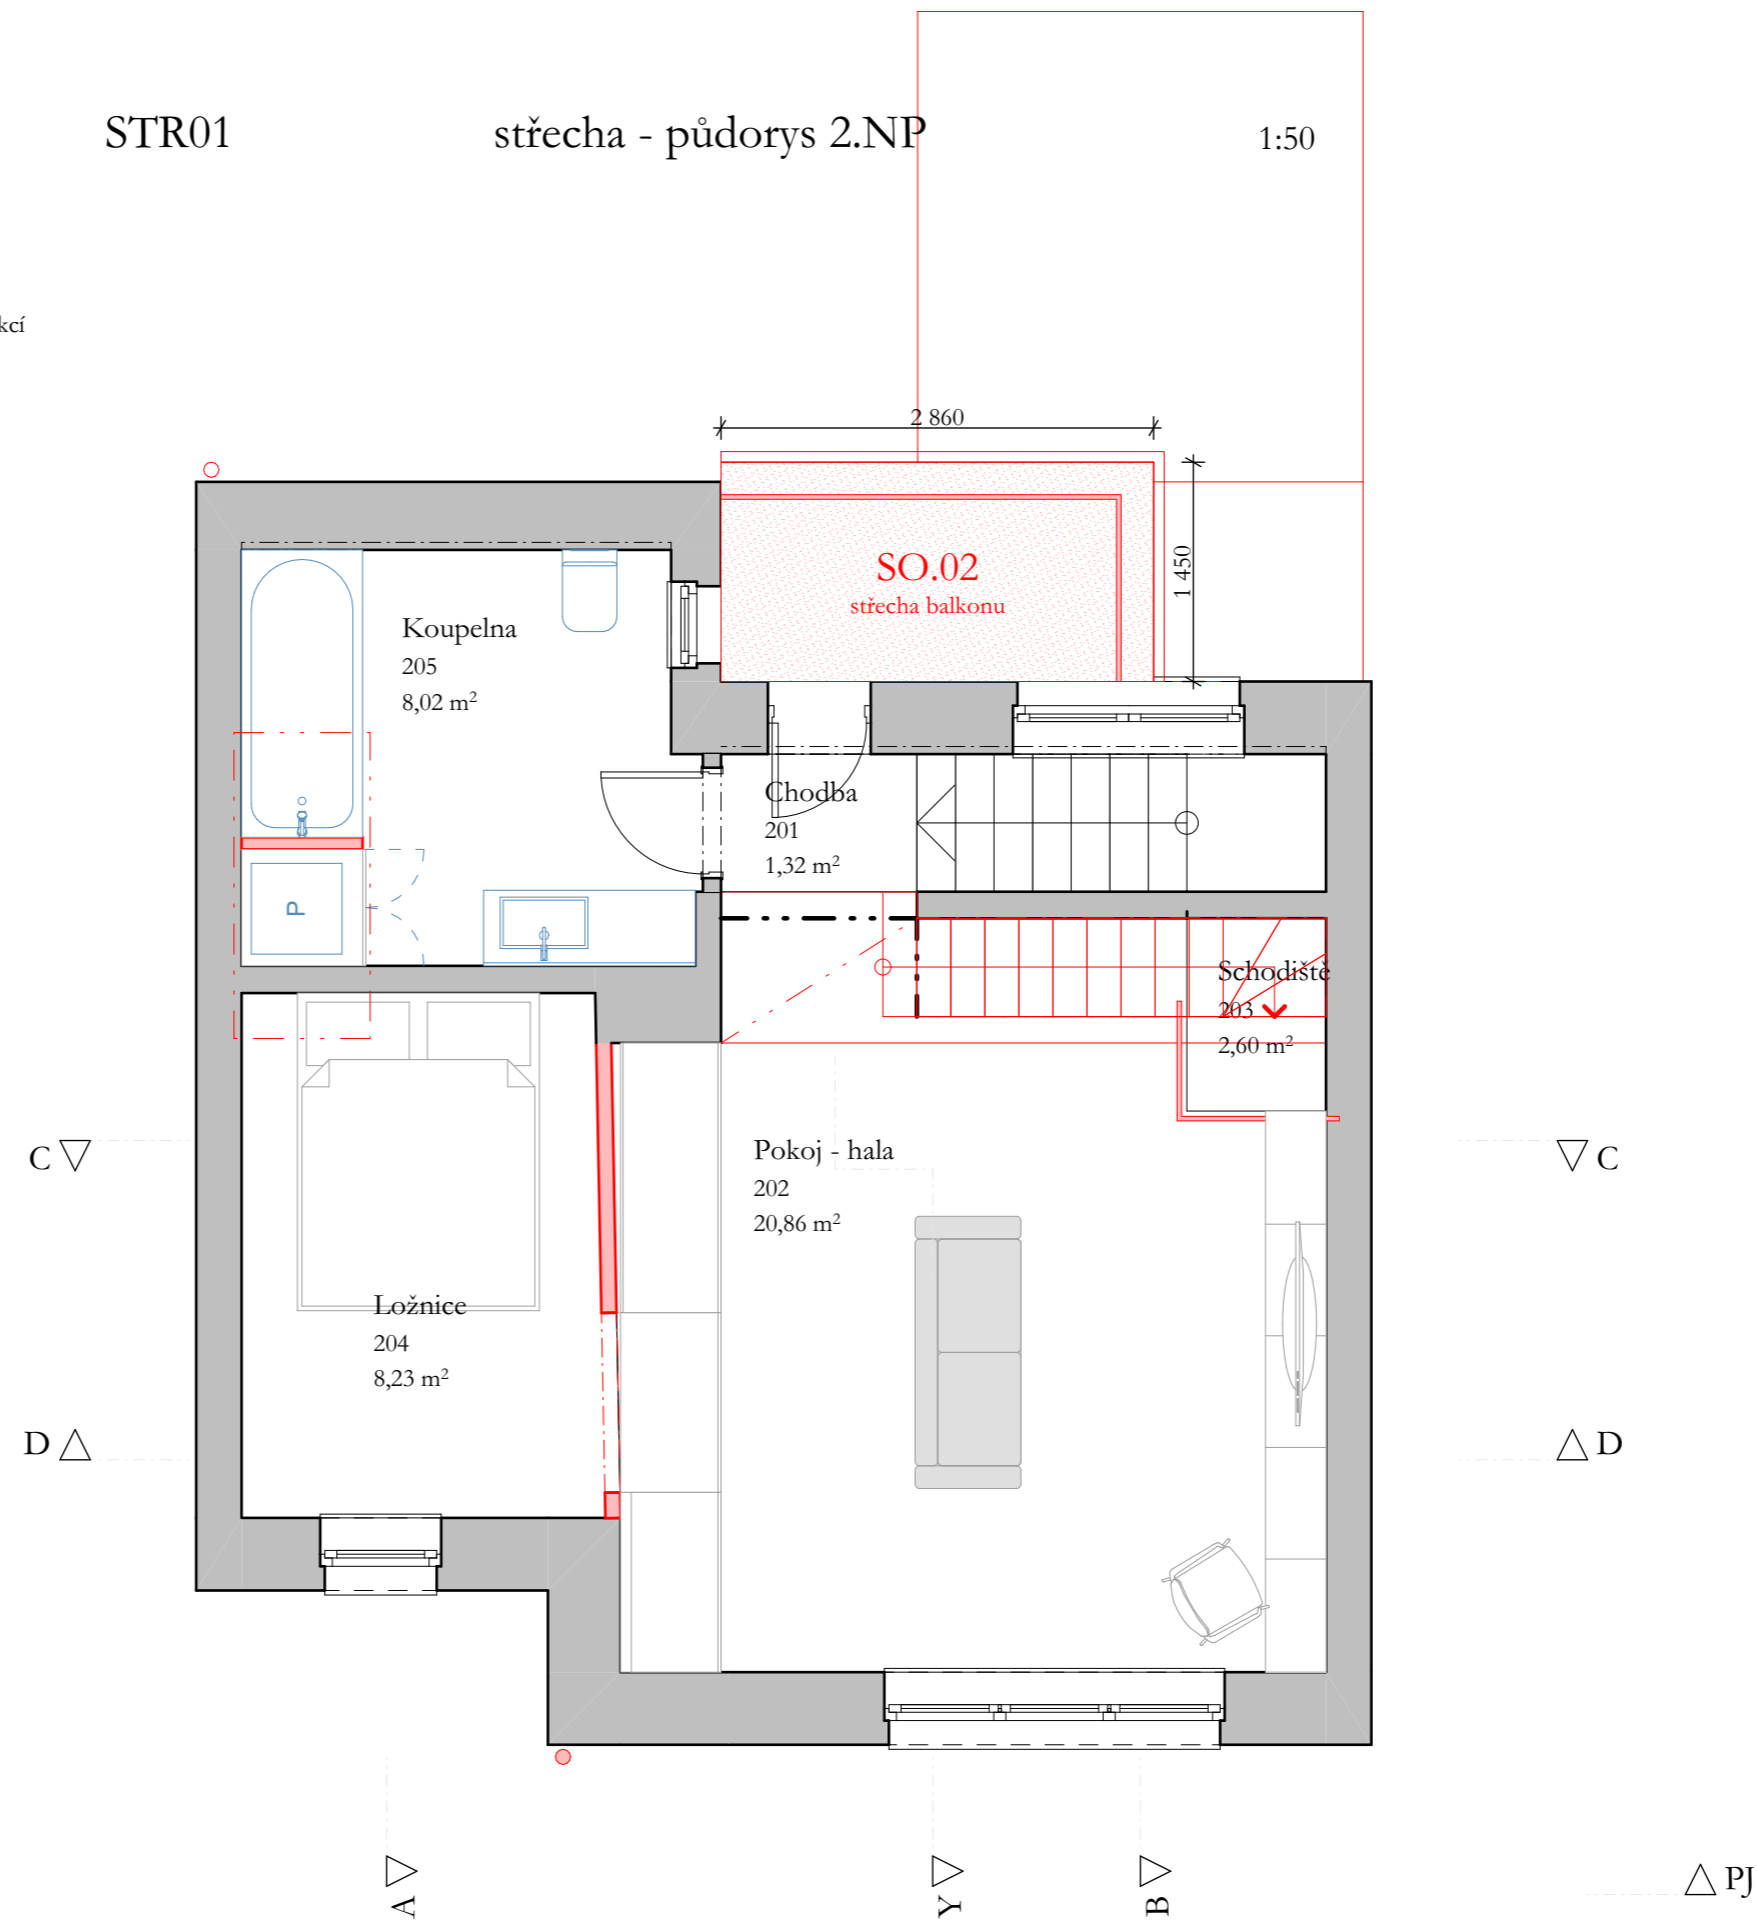 STR01 střecha - půdorys 2.NP 1:50
kcí
2 860
1 450
SO.02
střecha balkonu
Koupelna
205
8,02 m²
Chodba
201
1,32 m²
P
Schodiště
203
2,60 m²
C
Pokoj - hala
202
20,86 m²
C
Ložnice
204
8,23 m²
D
D
A
Y
B
PJ